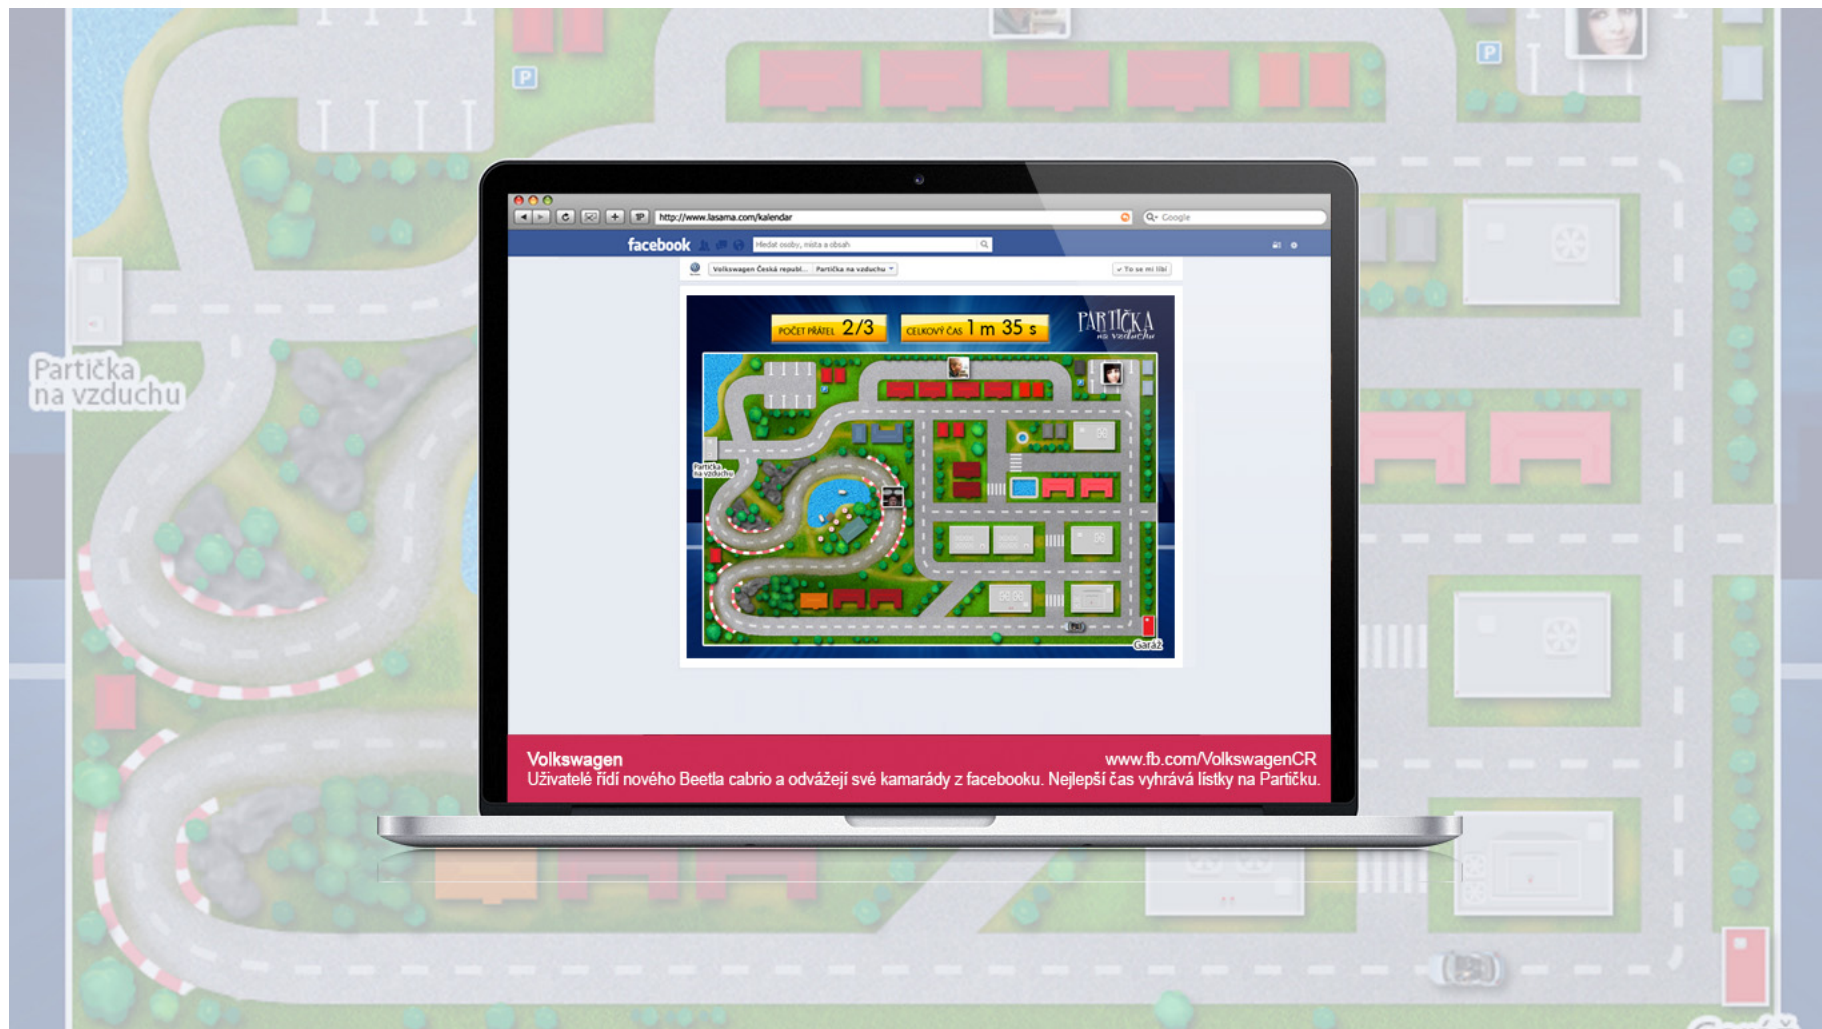 P
P
Partička
na vzduchu
http://www.lasama.com/kalendar
Google
facebook
Hledat osoby, místa a obsah
Volkswagen Česká republ...
Partička na vzduchu
✓ To se mi líbí
POČET PŘÁTEL 2/3
CELKOVÝ ČAS 1 m 35 s
PARTIČKA
na vzduchu
Partička
na vzduchu
Garáž
Volkswagen
www.fb.com/VolkswagenCR
Uživatelé řídí nového Beetla cabrio a odvážejí své kamarády z facebooku. Nejlepší čas vyhrává lístky na Partičku.
Garáž